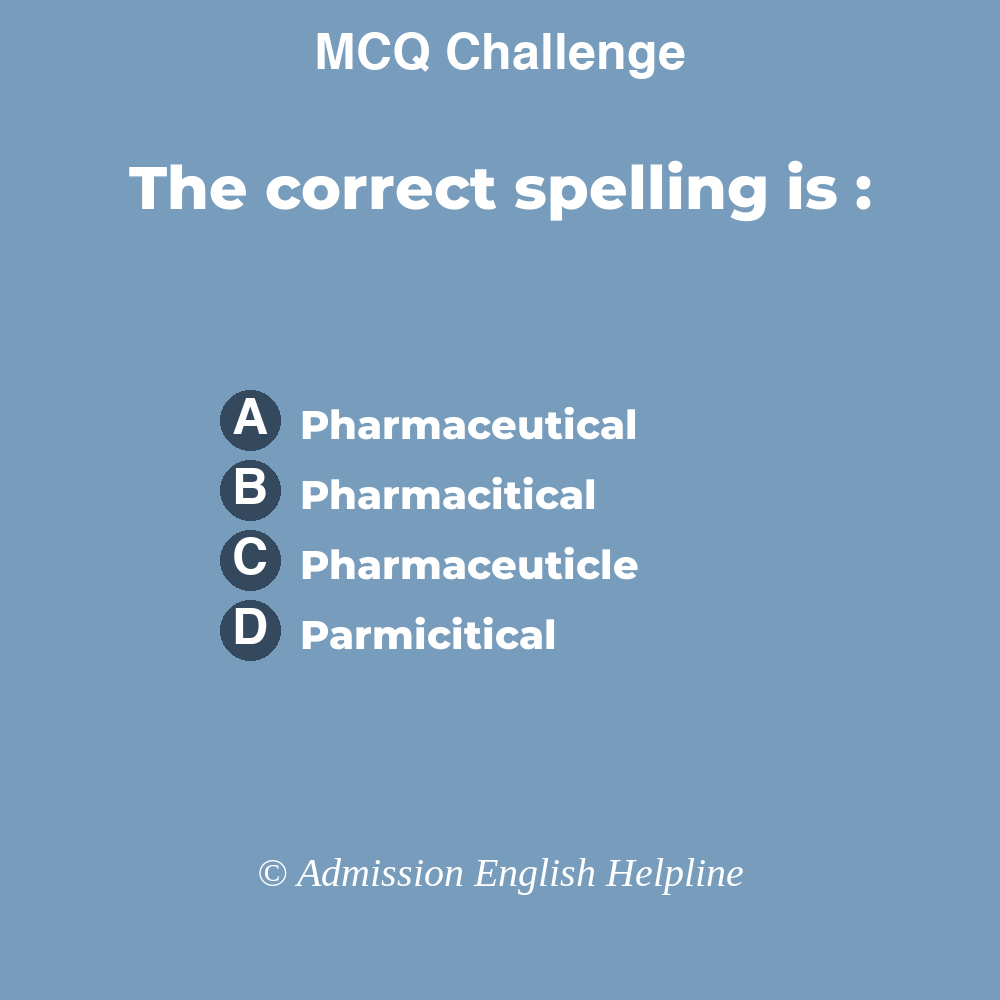 MCQ Challenge
The correct spelling is :
A Pharmaceutical
B Pharmacitical
C Pharmaceuticle
D Parmicitical
© Admission English Helpline